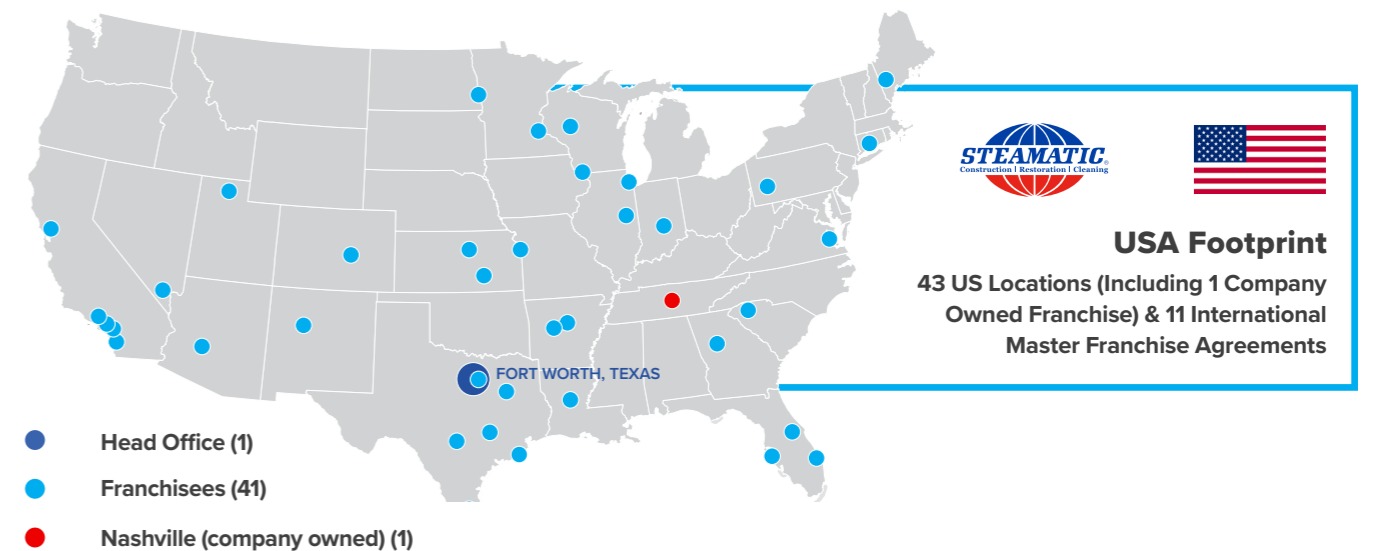 STEAMATIC®
Construction | Restoration | Cleaning
USA Footprint
43 US Locations (Including 1 Company
Owned Franchise) & 11 International
Master Franchise Agreements
FORT WORTH, TEXAS
Head Office (1)
Franchisees (41)
Nashville (company owned) (1)